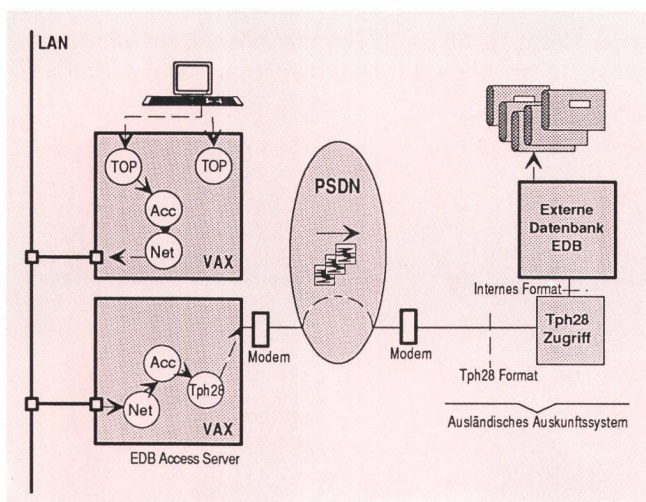 LAN
TOP
TOP
Acc
Net
VAX
PSDN
Externe
Datenbank
EDB
Internes Format
Tph28
Zugriff
Modem
Modem
Tph28 Format
Acc
Tph28
Net
VAX
EDB Access Server
Ausländisches Auskunftssystem